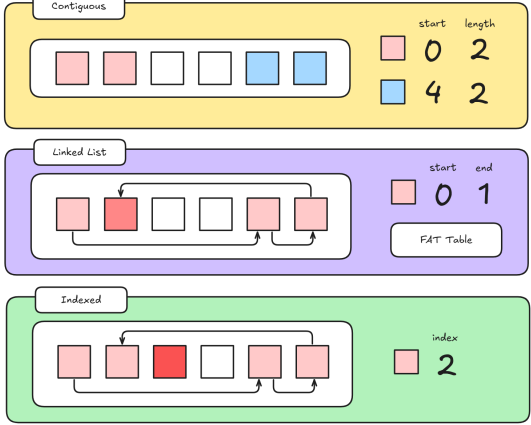 Contiguous
start length
0 2
4 2
Linked List
start end
0 1
FAT Table
Indexed
index
2